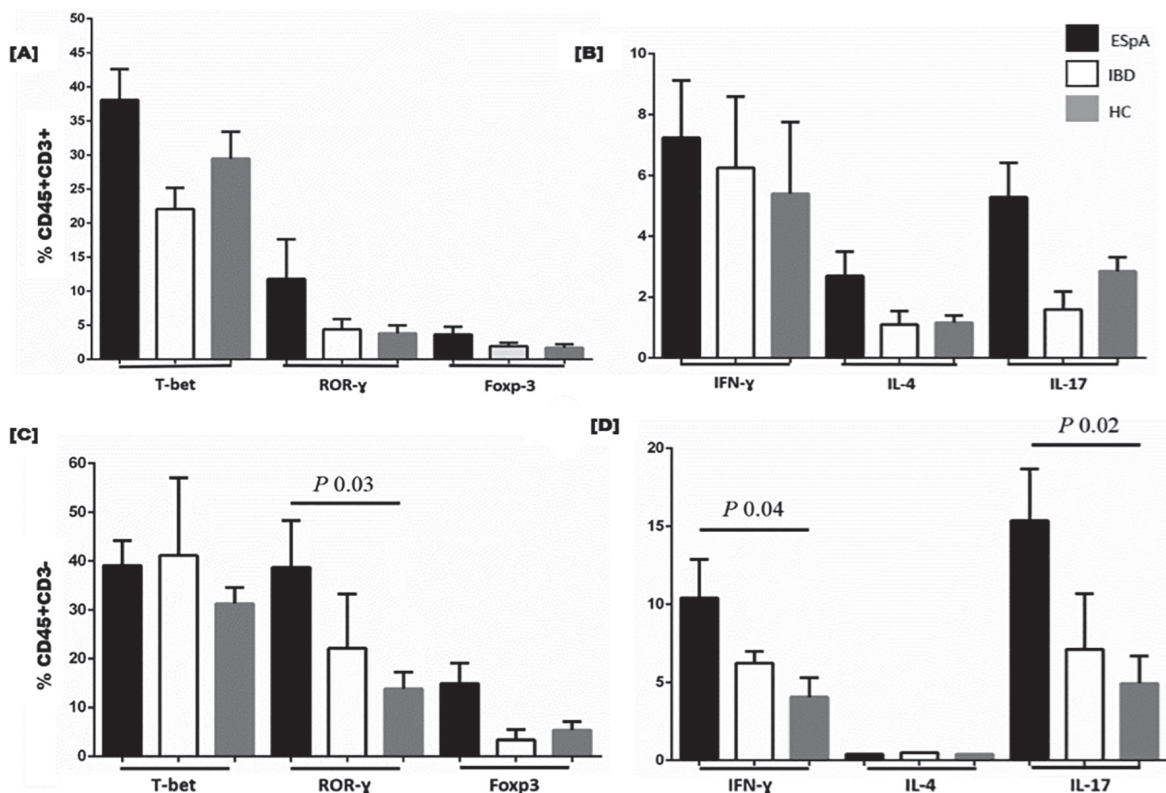 [A]
50
45
40
35
30
25
20
15
10
5
0
% CD45+CD3+
T-bet ROR-ɣ Foxp-3
[B]
10
8
6
4
2
0
IFN-ɣ IL-4 IL-17
ESpA
IBD
HC
[C]
60
50
40
30
20
10
0
% CD45+CD3-
P 0.03
T-bet ROR-ɣ Foxp3
[D]
20
15
10
5
0
P 0.04
P 0.02
IFN-ɣ IL-4 IL-17